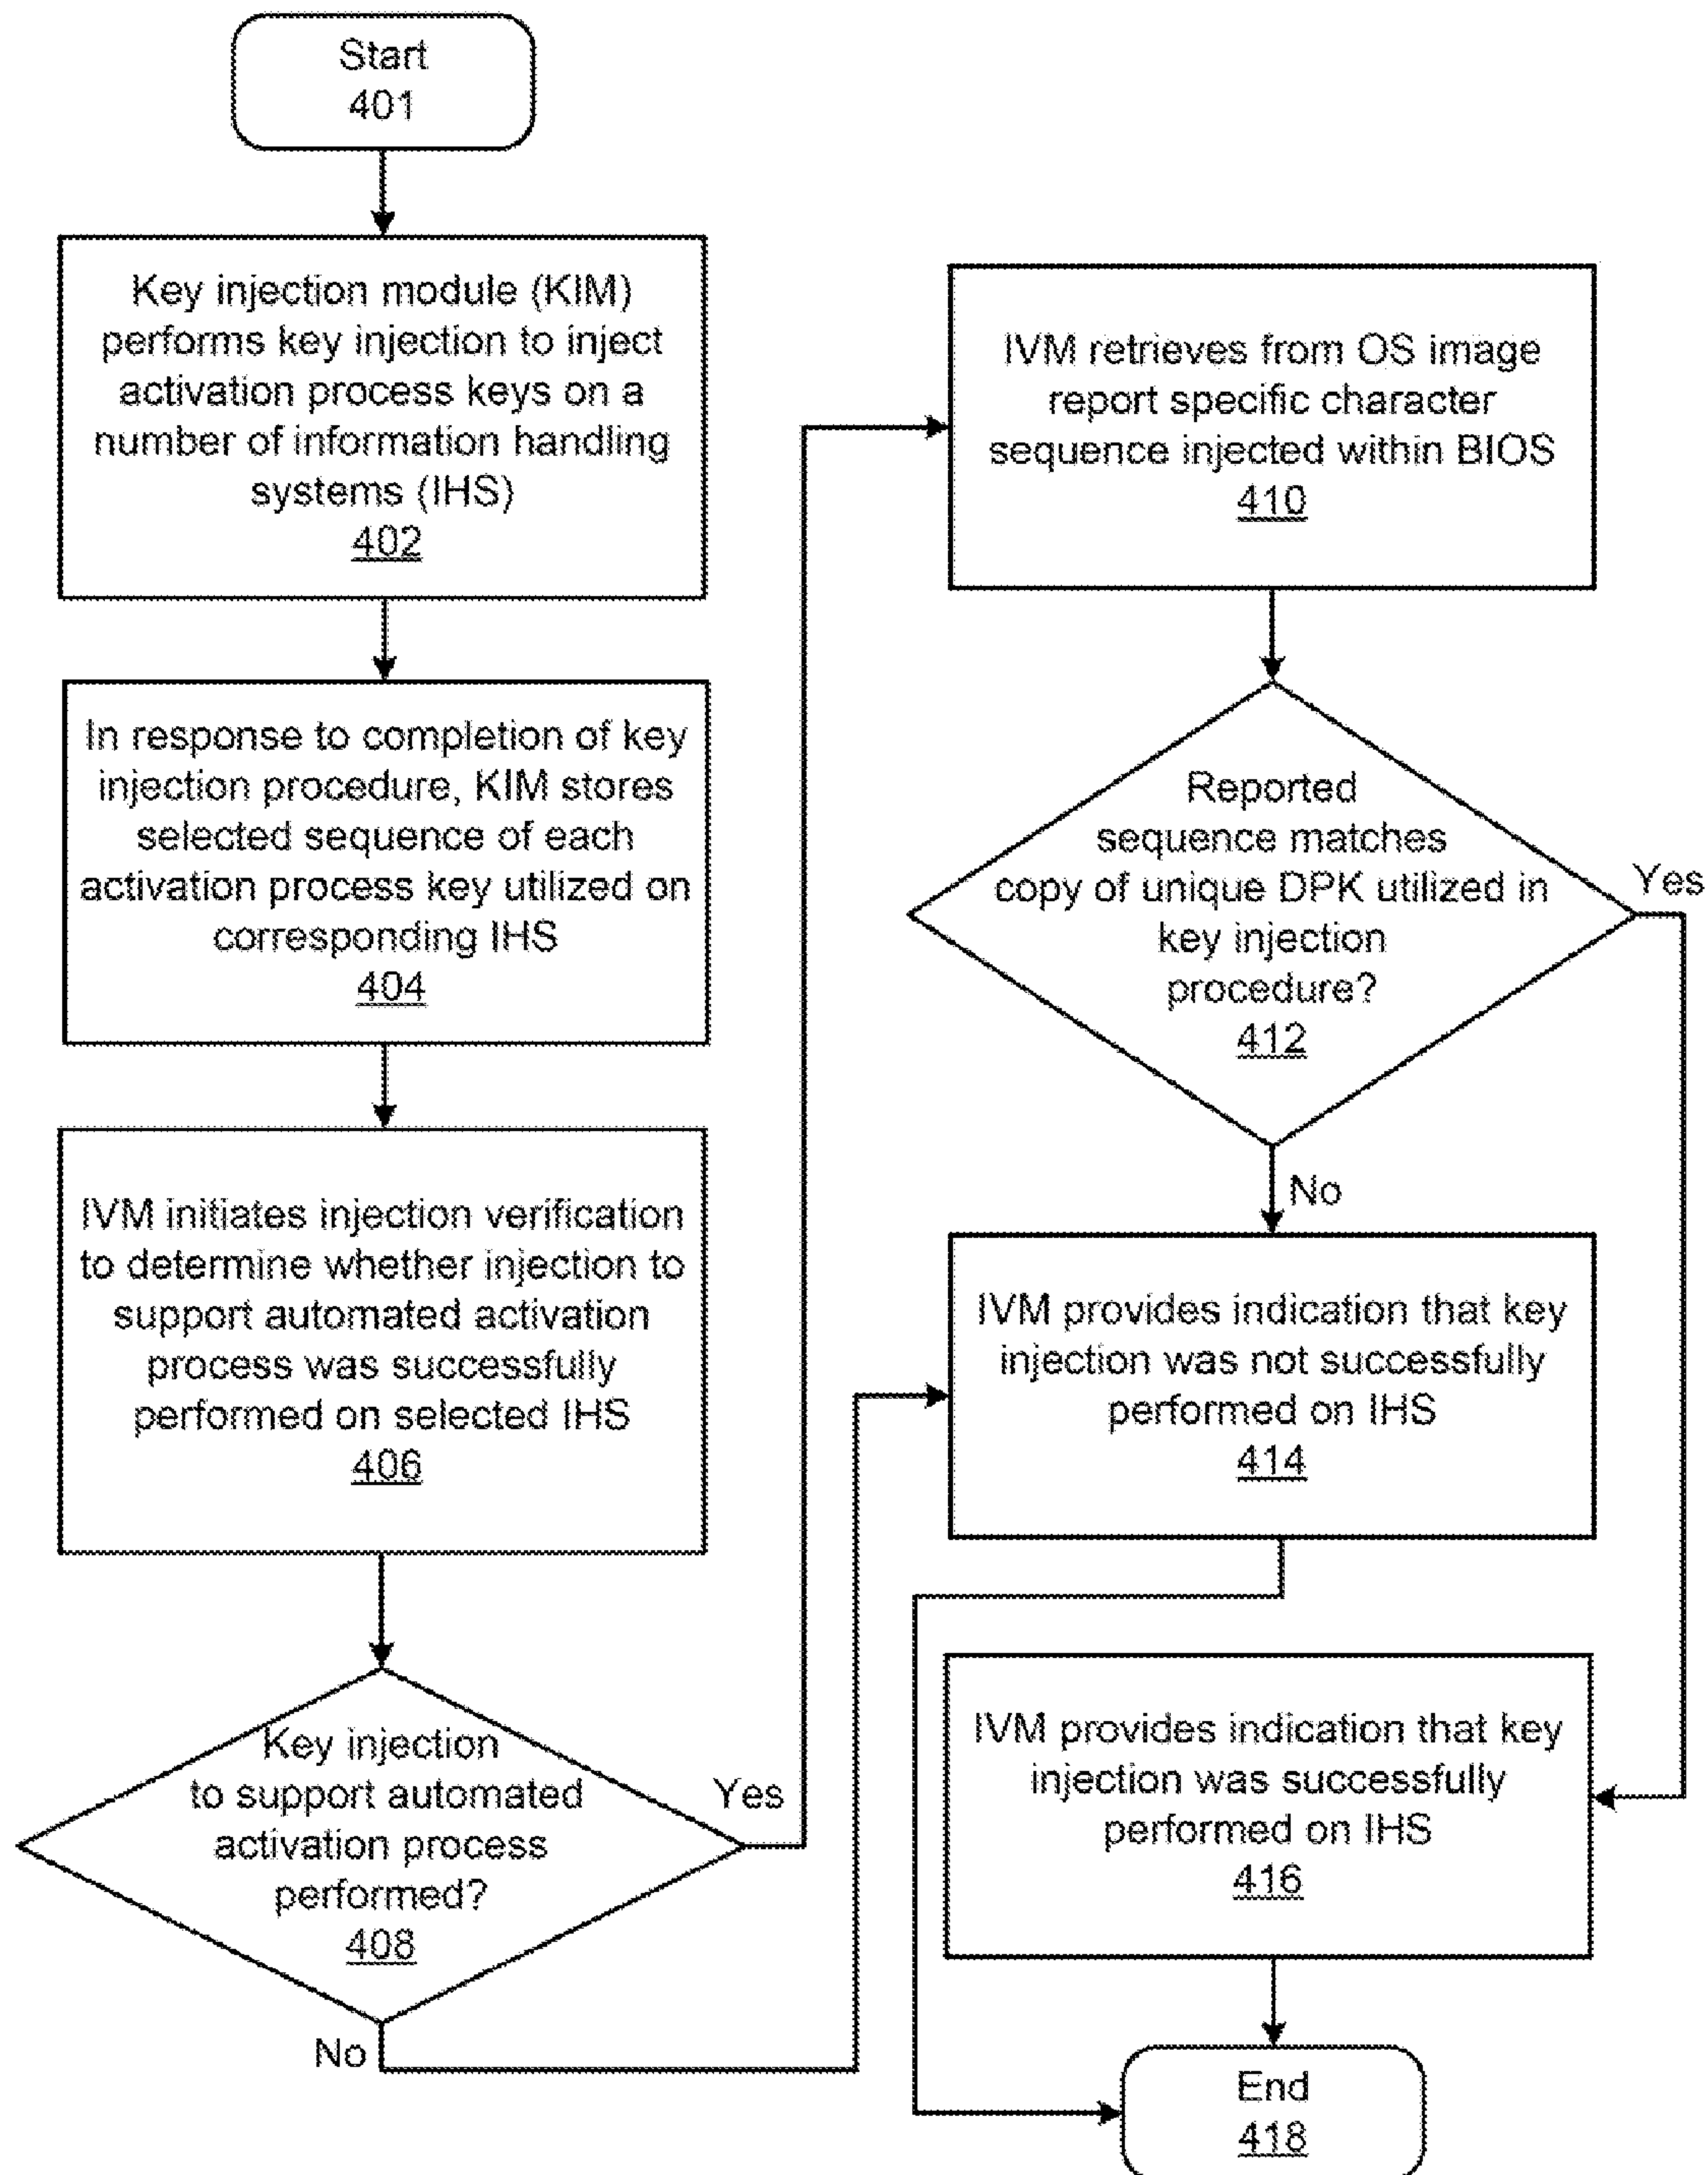 Start
401
Key injection module (KIM)
performs key injection to inject
activation process keys on a
number of information handling
systems (IHS)
402
In response to completion of key
injection procedure, KIM stores
selected sequence of each
activation process key utilized on
corresponding IHS
404
IVM initiates injection verification
to determine whether injection to
support automated activation
process was successfully
performed on selected IHS
406
Key injection
to support automated
activation process
performed?
408
Yes
No
IVM retrieves from OS image
report specific character
sequence injected within BIOS
410
Reported
sequence matches
copy of unique DPK utilized in
key injection
procedure?
412
Yes
No
IVM provides indication that key
injection was not successfully
performed on IHS
414
IVM provides indication that key
injection was successfully
performed on IHS
416
End
418